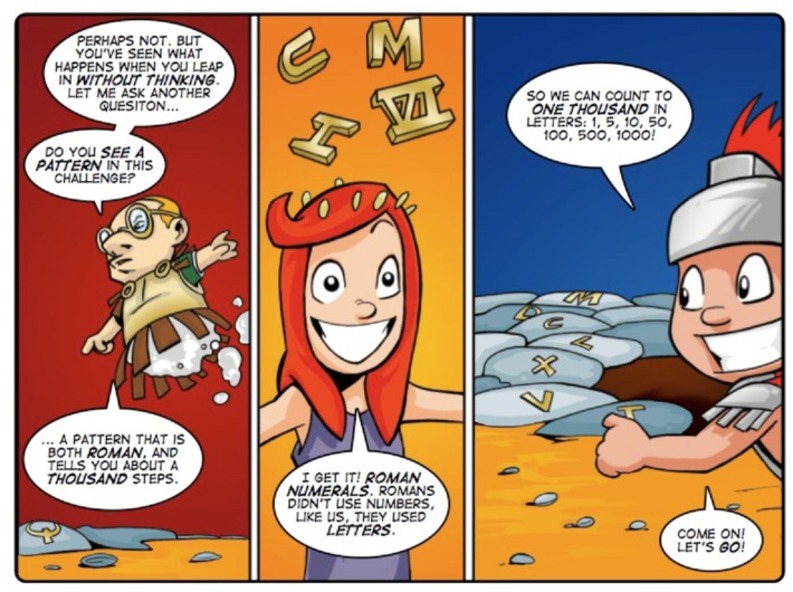 PERHAPS NOT. BUT
YOU'VE SEEN WHAT
HAPPENS WHEN YOU LEAP
IN WITHOUT THINKING.
LET ME ASK ANOTHER
QUESITON...
DO YOU SEE A
PATTERN IN THIS
CHALLENGE?
... A PATTERN THAT IS
BOTH ROMAN, AND
TELLS YOU ABOUT A
THOUSAND STEPS.
C M
I VI
I GET IT! ROMAN
NUMERALS. ROMANS
DIDN'T USE NUMBERS,
LIKE US, THEY USED
LETTERS.
SO WE CAN COUNT TO
ONE THOUSAND IN
LETTERS: 1, 5, 10, 50,
100, 500, 1000!
M
D C
L
X
V
I
COME ON!
LET'S GO!